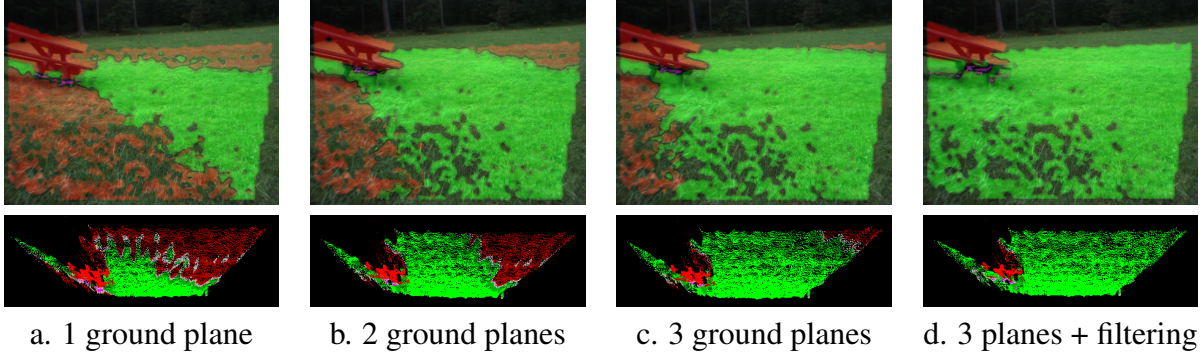 a. 1 ground plane
b. 2 ground planes
c. 3 ground planes
d. 3 planes + filtering